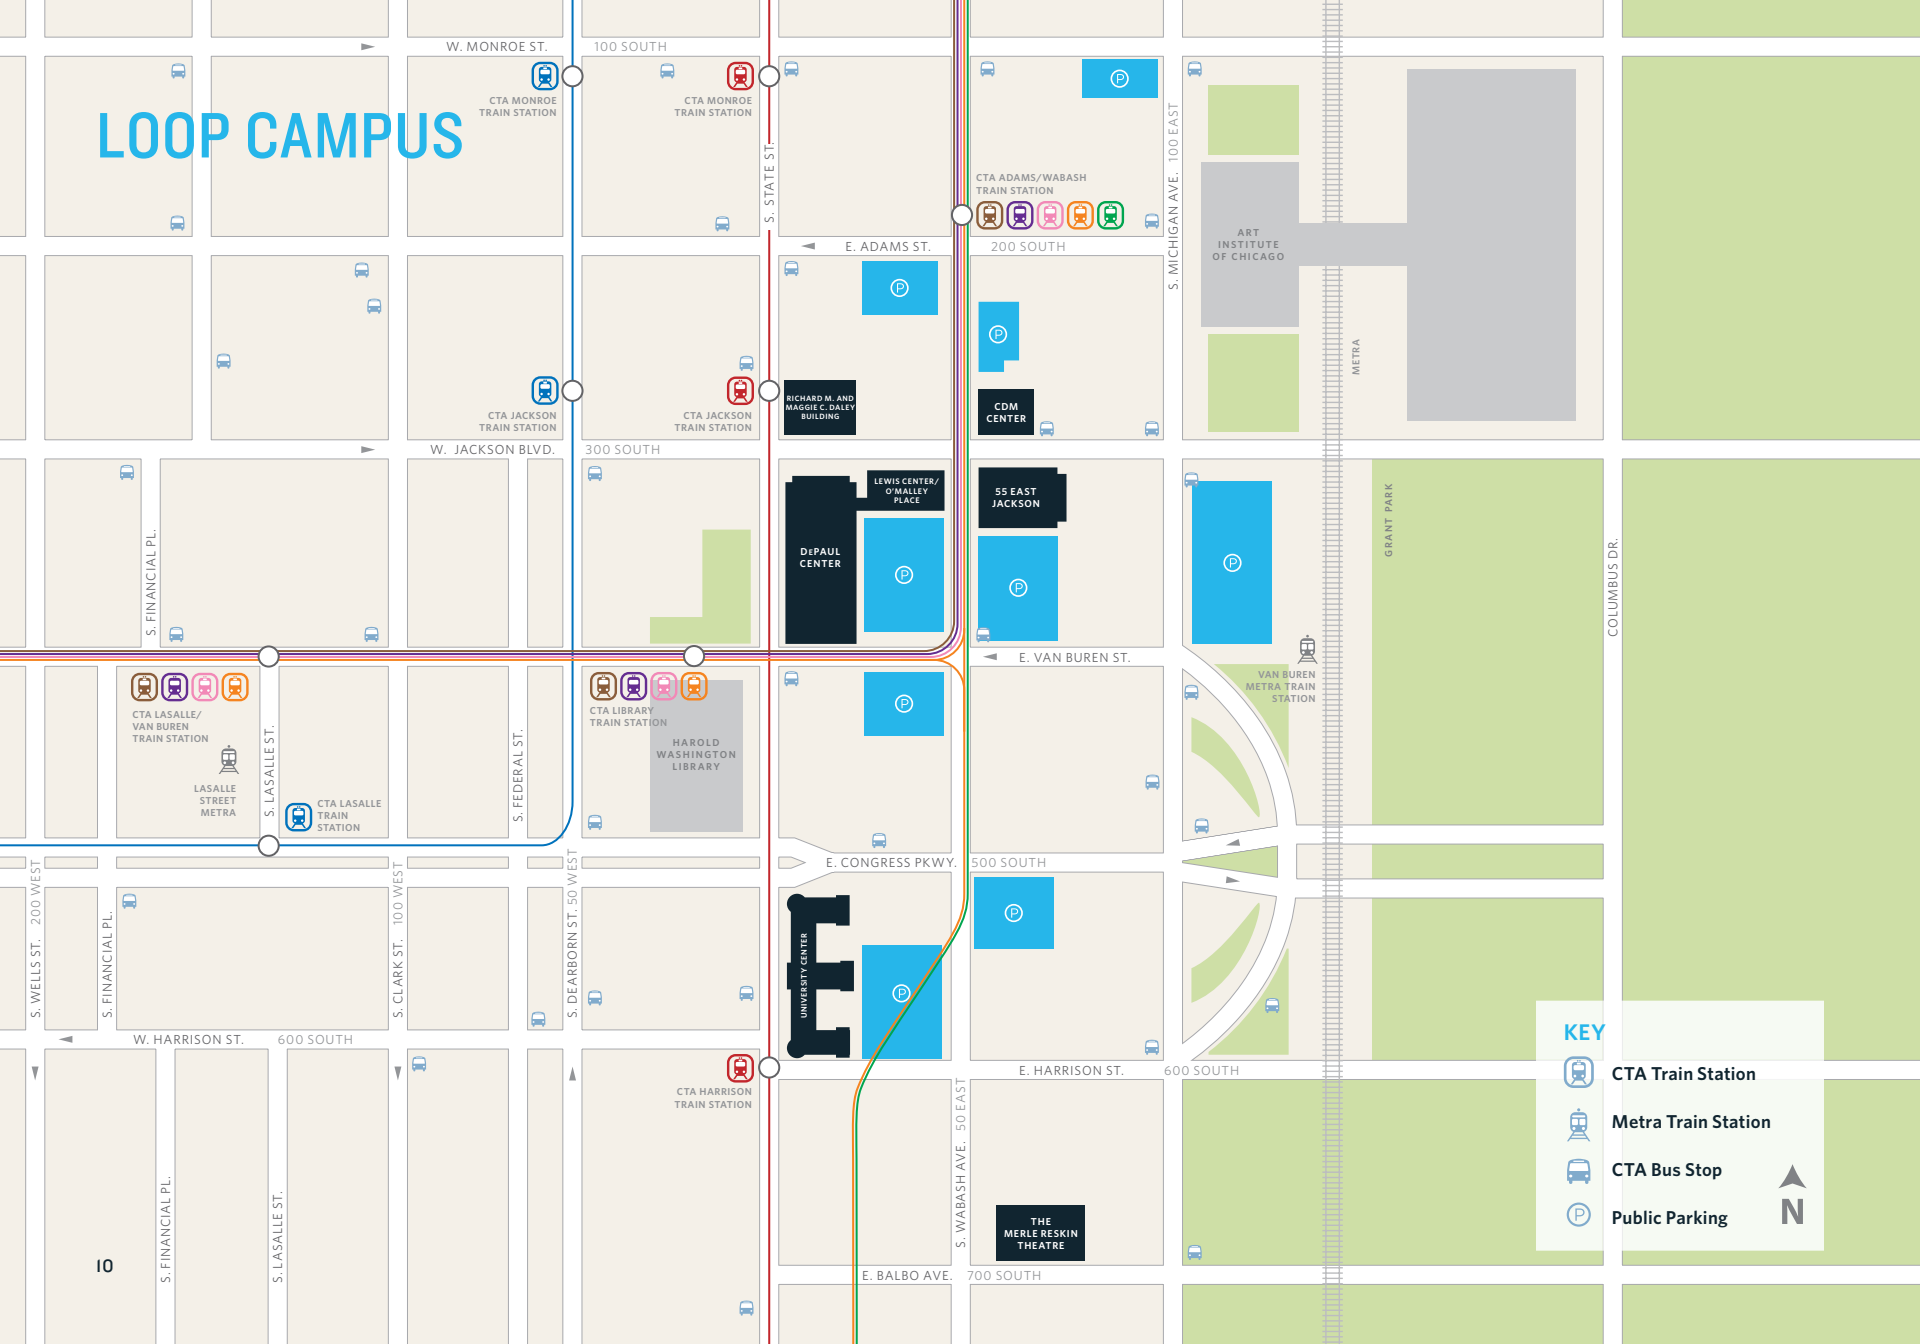 W. MONROE ST. 100 SOUTH
CTA MONROE
TRAIN STATION
CTA MONROE
TRAIN STATION
LOOP CAMPUS
S. STATE ST.
P
S. MICHIGAN AVE. 100 EAST
CTA ADAMS/WABASH
TRAIN STATION
E. ADAMS ST. 200 SOUTH
ART
INSTITUTE
OF CHICAGO
P
P
METRA
CTA JACKSON
TRAIN STATION
CTA JACKSON
TRAIN STATION
RICHARD M. AND
MAGGIE C. DALEY
BUILDING
CDM
CENTER
W. JACKSON BLVD. 300 SOUTH
LEWIS CENTER/
O'MALLEY
PLACE
55 EAST
JACKSON
DePAUL
CENTER
P
P
P
GRANT PARK
COLUMBUS DR.
S. FINANCIAL PL.
E. VAN BUREN ST.
VAN BUREN
METRA TRAIN
STATION
CTA LASALLE/
VAN BUREN
TRAIN STATION
LASALLE
STREET
METRA
S. LASALLE ST.
CTA LASALLE
TRAIN
STATION
S. FEDERAL ST.
CTA LIBRARY
TRAIN STATION
HAROLD
WASHINGTON
LIBRARY
P
E. CONGRESS PKWY. 500 SOUTH
S. WELLS ST. 200 WEST
S. FINANCIAL PL.
S. CLARK ST. 100 WEST
S. DEARBORN ST. 50 WEST
UNIVERSITY CENTER
P
P
W. HARRISON ST. 600 SOUTH
E. HARRISON ST. 600 SOUTH
CTA HARRISON
TRAIN STATION
S. WABASH AVE. 50 EAST
S. FINANCIAL PL.
S. LASALLE ST.
THE
MERLE RESKIN
THEATRE
E. BALBO AVE. 700 SOUTH
KEY
CTA Train Station
Metra Train Station
CTA Bus Stop
P Public Parking
N
10